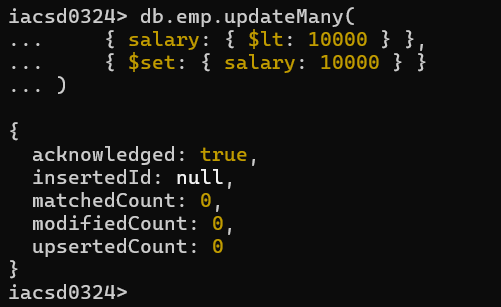 iacsd0324> db.emp.updateMany(
...     { salary: { $lt: 10000 } },
...     { $set: { salary: 10000 } }
... )
{
  acknowledged: true,
  insertedId: null,
  matchedCount: 0,
  modifiedCount: 0,
  upsertedCount: 0
}
iacsd0324>